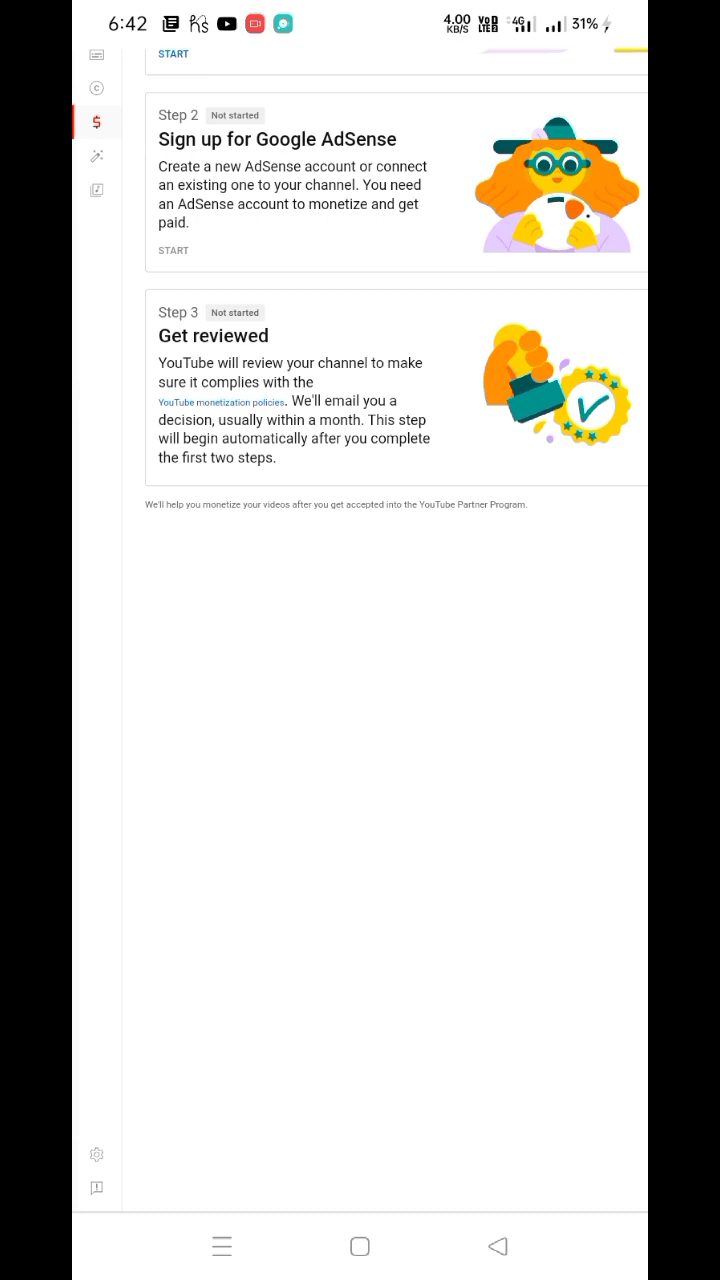 6:42
4.00
KB/S
Vo
LTE2
4G
31%
START
Step 2 Not started
Sign up for Google AdSense
Create a new AdSense account or connect
an existing one to your channel. You need
an AdSense account to monetize and get
paid.
START
Step 3 Not started
Get reviewed
YouTube will review your channel to make
sure it complies with the
YouTube monetization policies. We'll email you a
decision, usually within a month. This step
will begin automatically after you complete
the first two steps.
We'll help you monetize your videos after you get accepted into the YouTube Partner Program.